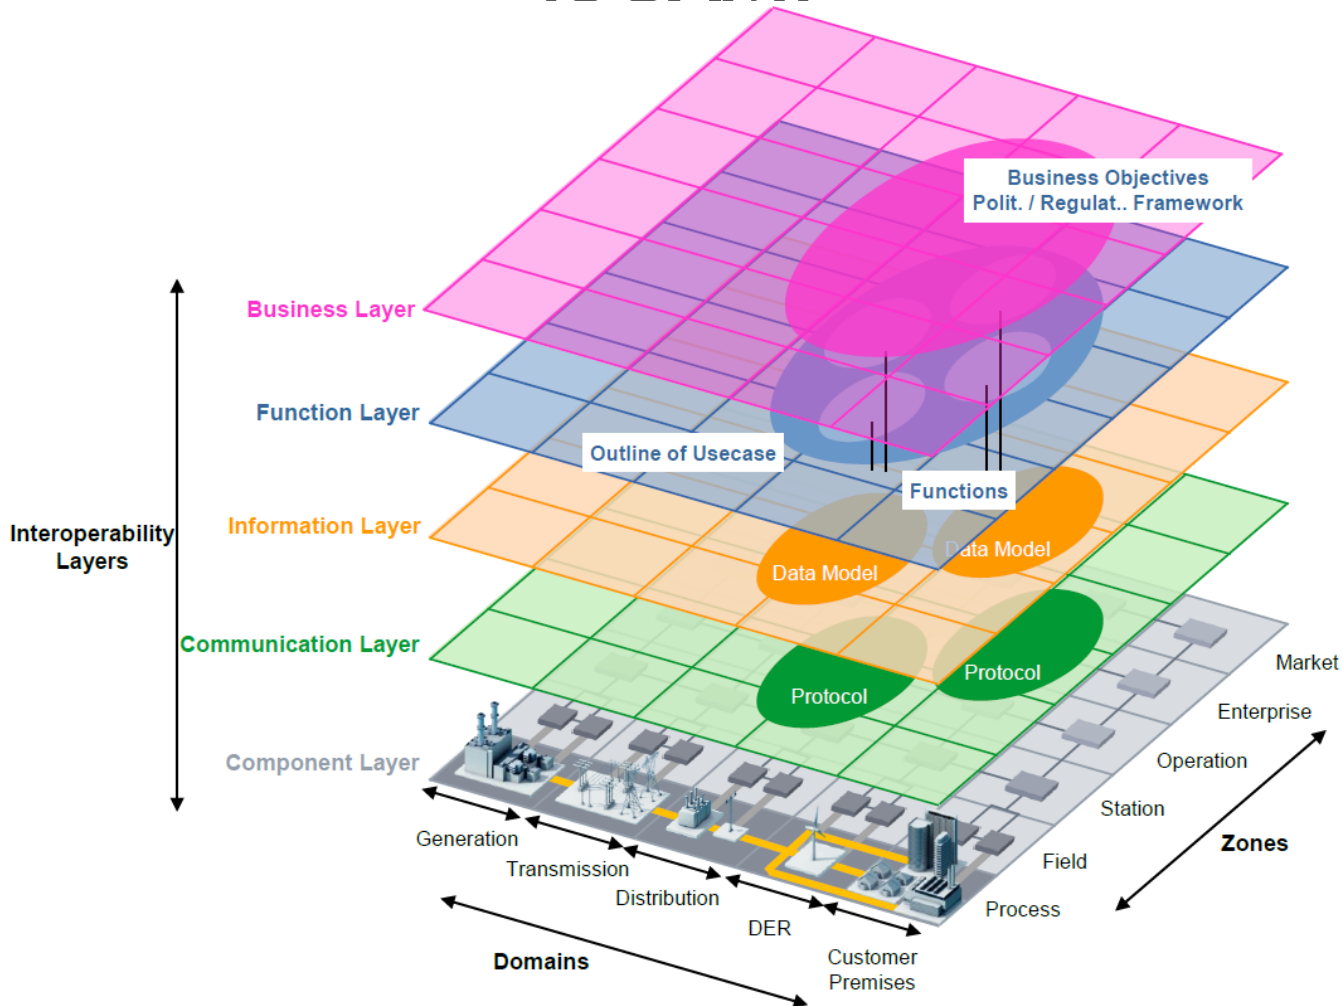 Business Objectives
Polit. / Regulat.. Framework
Business Layer
Function Layer
Outline of Usecase
Functions
Information Layer
Interoperability
Layers
Data Model
Data Model
Communication Layer
Protocol
Protocol
Component Layer
Market
Enterprise
Operation
Station
Field
Process
Zones
Generation
Transmission
Distribution
DER
Customer
Premises
Domains